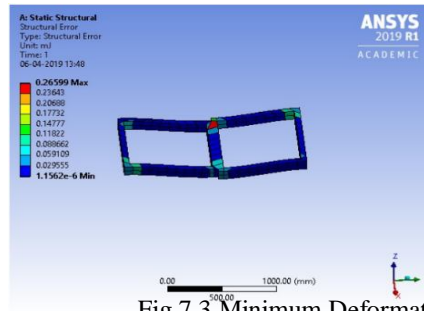 A: Static Structural
Structural Error
Type: Structural Error
Unit: mJ
Time: 1
06-04-2019 13:48
0.26599 Max
0.23643
0.20688
0.17732
0.14777
0.11822
0.088662
0.059109
0.029555
1.1562e-6 Min
ANSYS
2019 R1
ACADEMIC
0.00
1000.00 (mm)
500.00
Z
X
Fig 7.3 Minimum Deformat